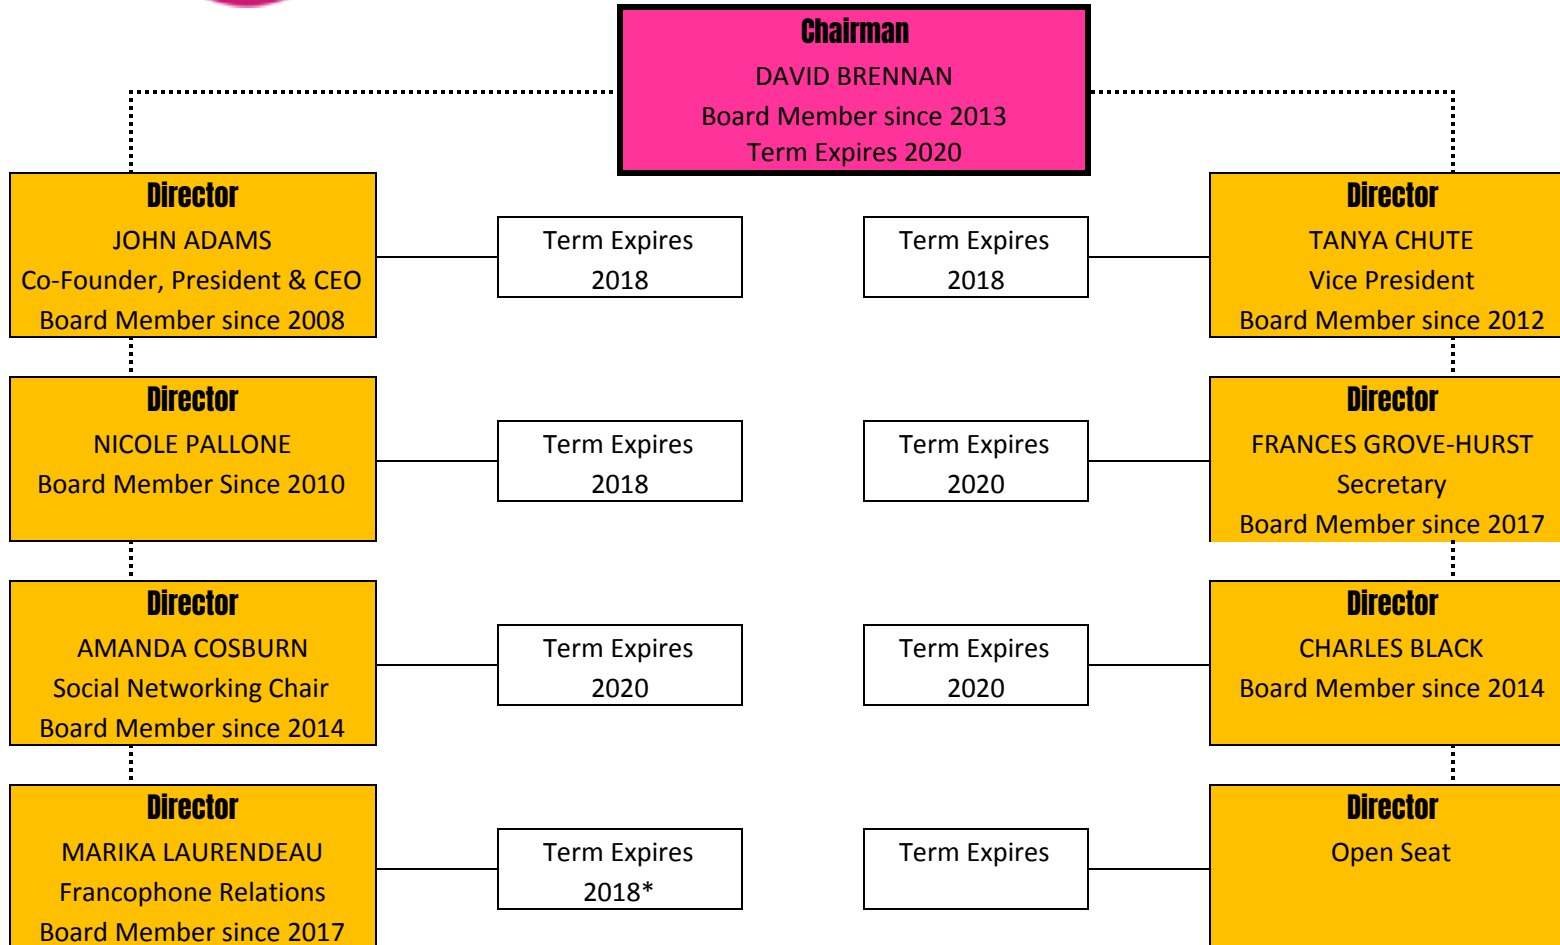 Chairman
DAVID BRENNAN
Board Member since 2013
Term Expires 2020
Director
JOHN ADAMS
Co-Founder, President & CEO
Board Member since 2008
Term Expires
2018
Term Expires
2018
Director
TANYA CHUTE
Vice President
Board Member since 2012
Director
NICOLE PALLONE
Board Member Since 2010
Term Expires
2018
Term Expires
2020
Director
FRANCES GROVE-HURST
Secretary
Board Member since 2017
Director
AMANDA COSBURN
Social Networking Chair
Board Member since 2014
Term Expires
2020
Term Expires
2020
Director
CHARLES BLACK
Board Member since 2014
Director
MARIKA LAURENDEAU
Francophone Relations
Board Member since 2017
Term Expires
2018*
Term Expires
Director
Open Seat